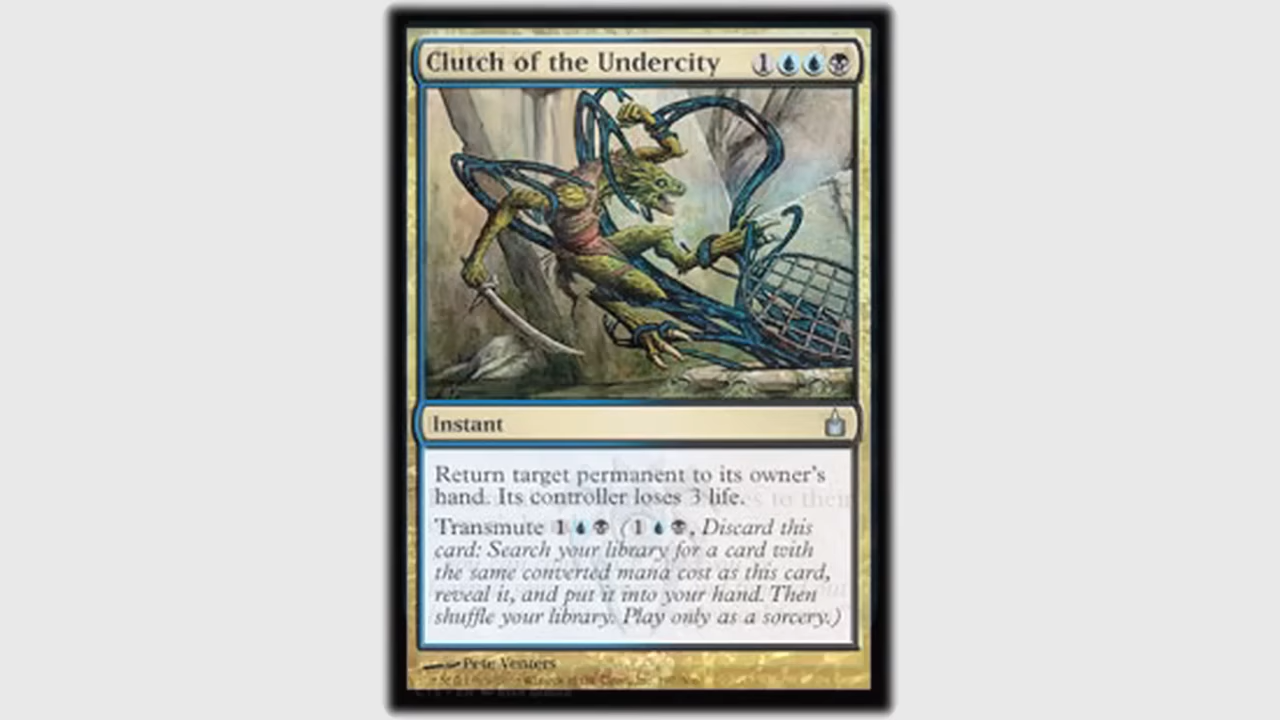 Clutch of the Undercity 1
Instant
Return target permanent to its owner's
hand. Its controller loses 3 life.
Transmute 1 (1 , Discard this
card: Search your library for a card with
the same converted mana cost as this card,
reveal it, and put it into your hand. Then
shuffle your library. Play only as a sorcery.)
Pete Venters